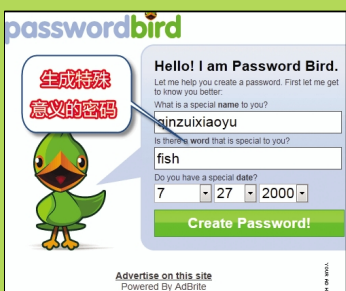 passwordbird
生成特殊
意义的密码
Hello! I am Password Bird.
Let me help you create a password. First let me get
to know you better:
What is a special name to you?
qinzuixiaoyu
Is there a word that is special to you?
fish
Do you have a special date?
7 27 2000
Create Password!
Advertise on this site
Powered By AdBrite